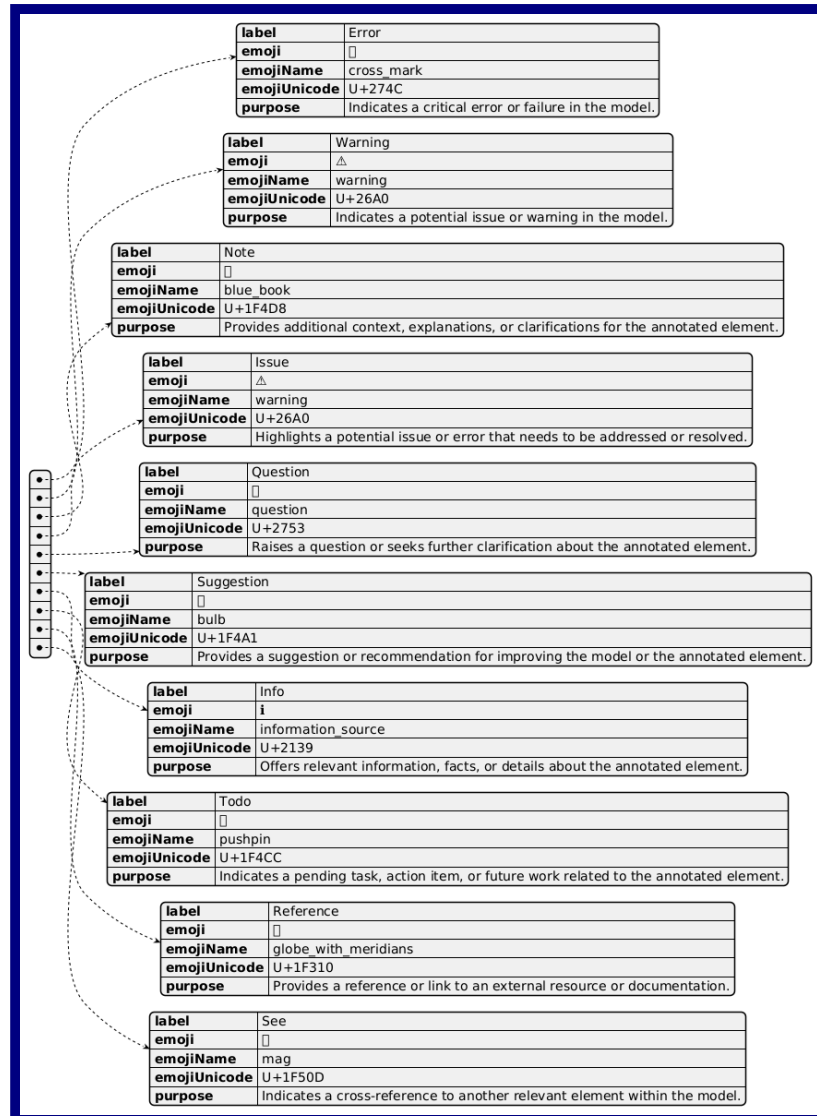 label Error
emoji ▯
emojiName cross_mark
emojiUnicode U+274C
purpose Indicates a critical error or failure in the model.
label Warning
emoji ⚠
emojiName warning
emojiUnicode U+26A0
purpose Indicates a potential issue or warning in the model.
label Note
emoji ▯
emojiName blue_book
emojiUnicode U+1F4D8
purpose Provides additional context, explanations, or clarifications for the annotated element.
label Issue
emoji ⚠
emojiName warning
emojiUnicode U+26A0
purpose Highlights a potential issue or error that needs to be addressed or resolved.
label Question
emoji ▯
emojiName question
emojiUnicode U+2753
purpose Raises a question or seeks further clarification about the annotated element.
label Suggestion
emoji ▯
emojiName bulb
emojiUnicode U+1F4A1
purpose Provides a suggestion or recommendation for improving the model or the annotated element.
label Info
emoji ℹ
emojiName information_source
emojiUnicode U+2139
purpose Offers relevant information, facts, or details about the annotated element.
label Todo
emoji ▯
emojiName pushpin
emojiUnicode U+1F4CC
purpose Indicates a pending task, action item, or future work related to the annotated element.
label Reference
emoji ▯
emojiName globe_with_meridians
emojiUnicode U+1F310
purpose Provides a reference or link to an external resource or documentation.
label See
emoji ▯
emojiName mag
emojiUnicode U+1F50D
purpose Indicates a cross-reference to another relevant element within the model.